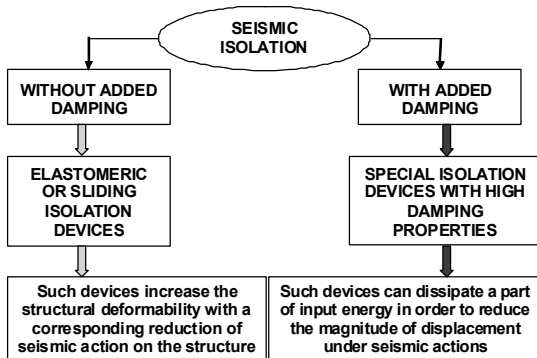 SEISMIC
ISOLATION
WITHOUT ADDED
DAMPING
WITH ADDED
DAMPING
ELASTOMERIC
OR SLIDING
ISOLATION
DEVICES
SPECIAL ISOLATION
DEVICES WITH HIGH
DAMPING
PROPERTIES
Such devices increase the
structural deformability with a
corresponding reduction of
seismic action on the structure
Such devices can dissipate a part
of input energy in order to reduce
the magnitude of displacement
under seismic actions